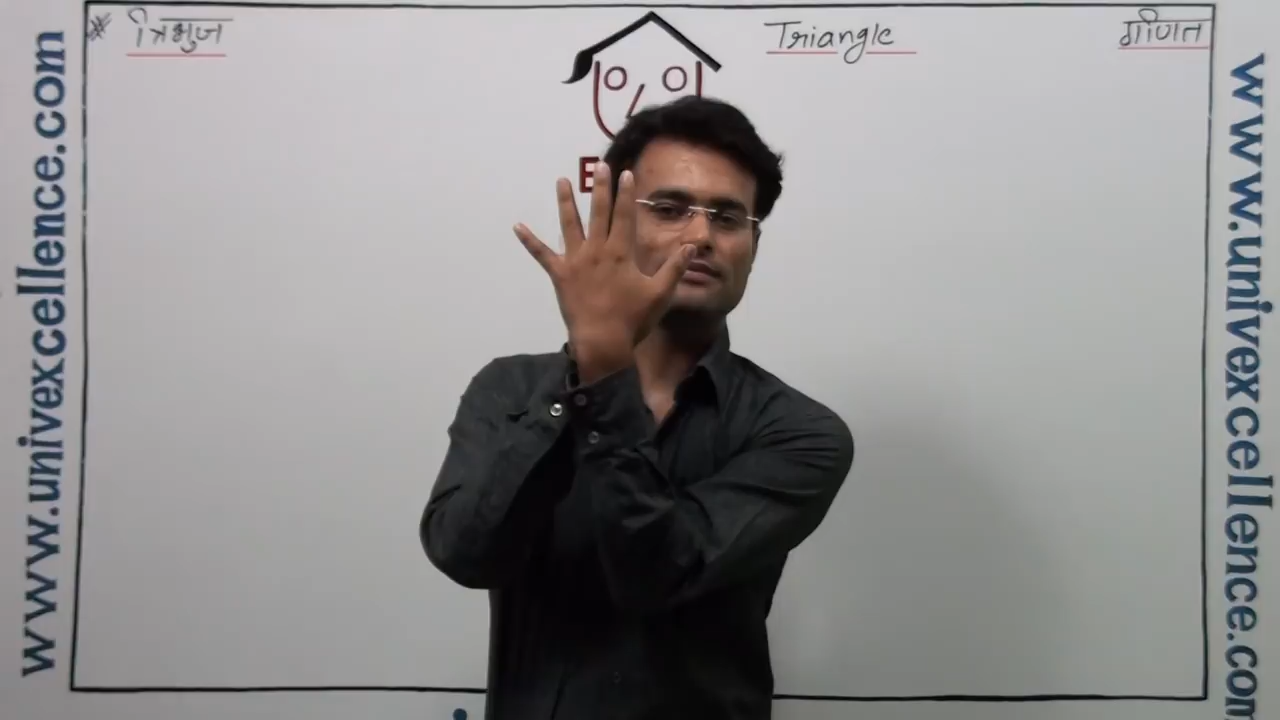 * त्रिभुज
Triangle
गणित
www.univexcellence.com
www.univexcellence.com